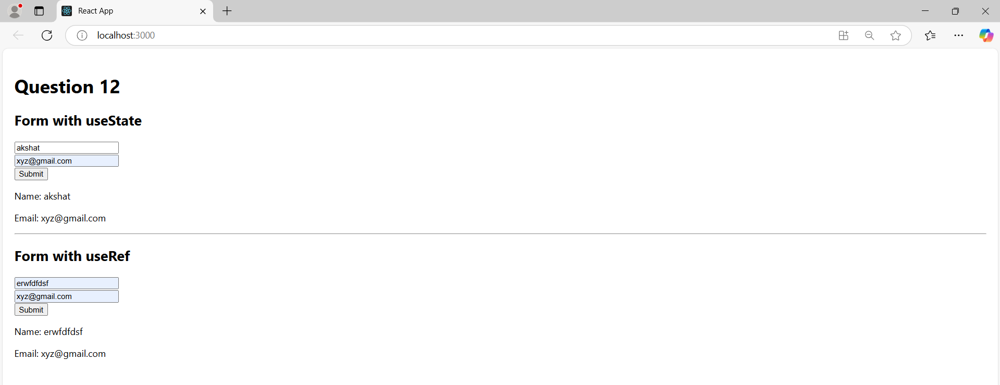 React App
localhost:3000
Question 12
Form with useState
akshat
xyz@gmail.com
Submit
Name: akshat
Email: xyz@gmail.com
Form with useRef
erwfdfdsf
xyz@gmail.com
Submit
Name: erwfdfdsf
Email: xyz@gmail.com